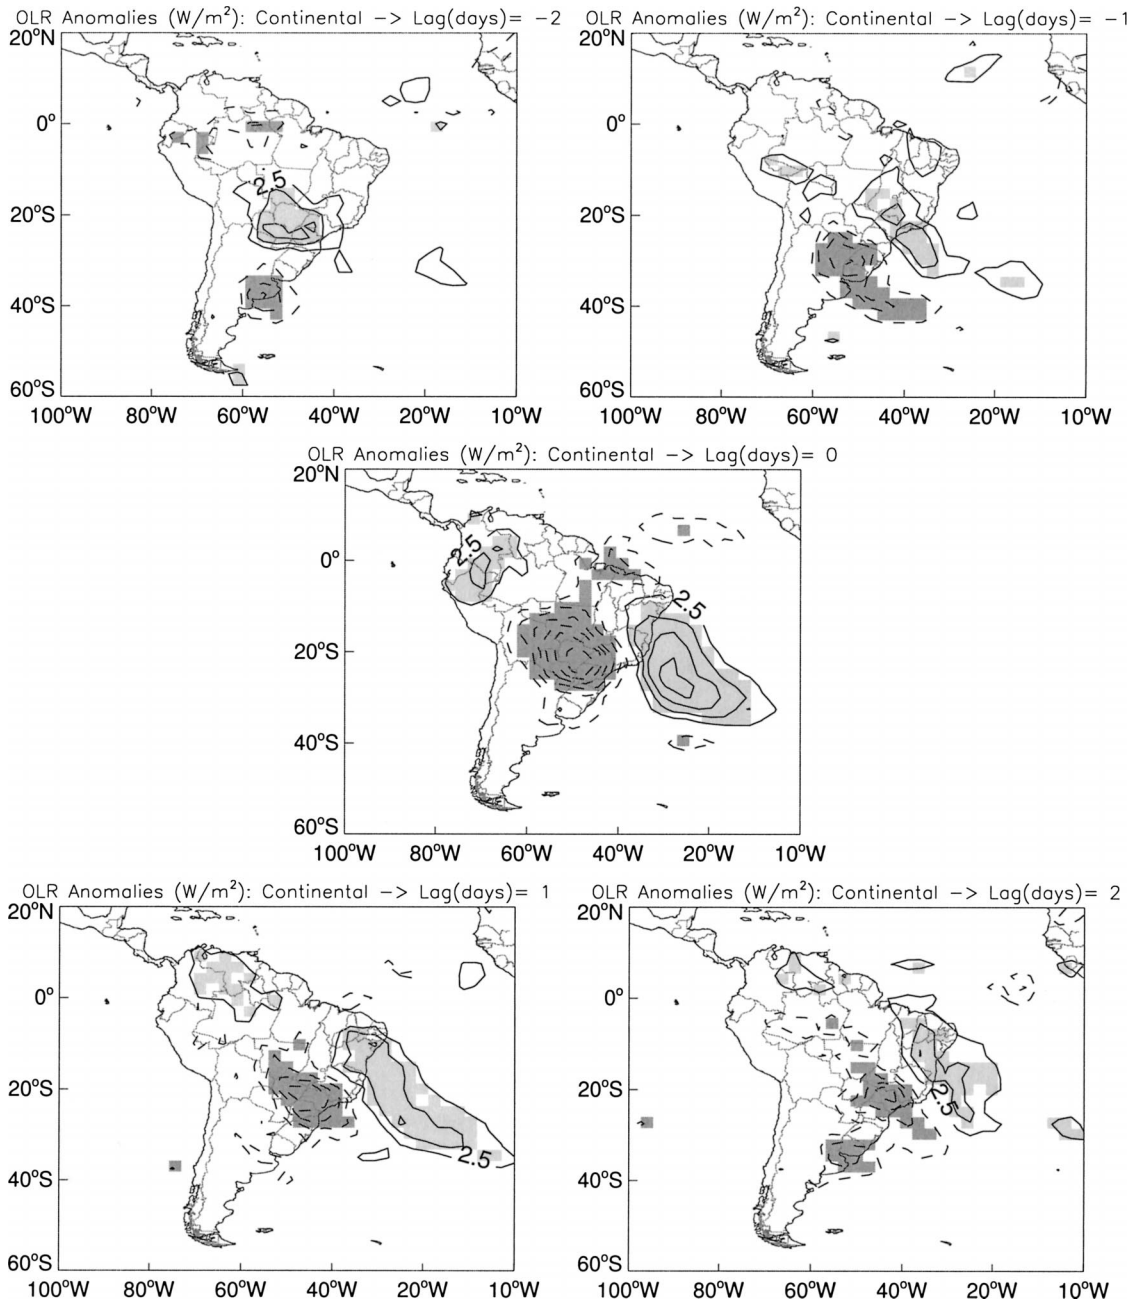 OLR Anomalies (W/m²): Continental -> Lag(days)= -2
20°N
0°
20°S
40°S
60°S
100°W 80°W 60°W 40°W 20°W 10°W
2.5
OLR Anomalies (W/m²): Continental -> Lag(days)= -1
20°N
0°
20°S
40°S
60°S
100°W 80°W 60°W 40°W 20°W 10°W
OLR Anomalies (W/m²): Continental -> Lag(days)= 0
20°N
0°
20°S
40°S
60°S
100°W 80°W 60°W 40°W 20°W 10°W
2.5
2.5
OLR Anomalies (W/m²): Continental -> Lag(days)= 1
20°N
0°
20°S
40°S
60°S
100°W 80°W 60°W 40°W 20°W 10°W
2.5
OLR Anomalies (W/m²): Continental -> Lag(days)= 2
20°N
0°
20°S
40°S
60°S
100°W 80°W 60°W 40°W 20°W 10°W
2.5